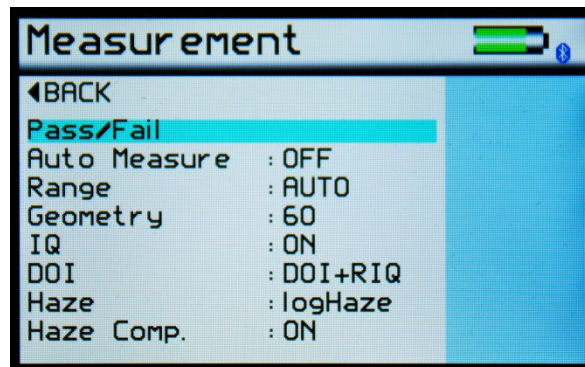 Measurement
◀BACK
Pass/Fail
Auto Measure : OFF
Range : AUTO
Geometry : 60
IQ : ON
DOI : DOI+RIQ
Haze : logHaze
Haze Comp. : ON